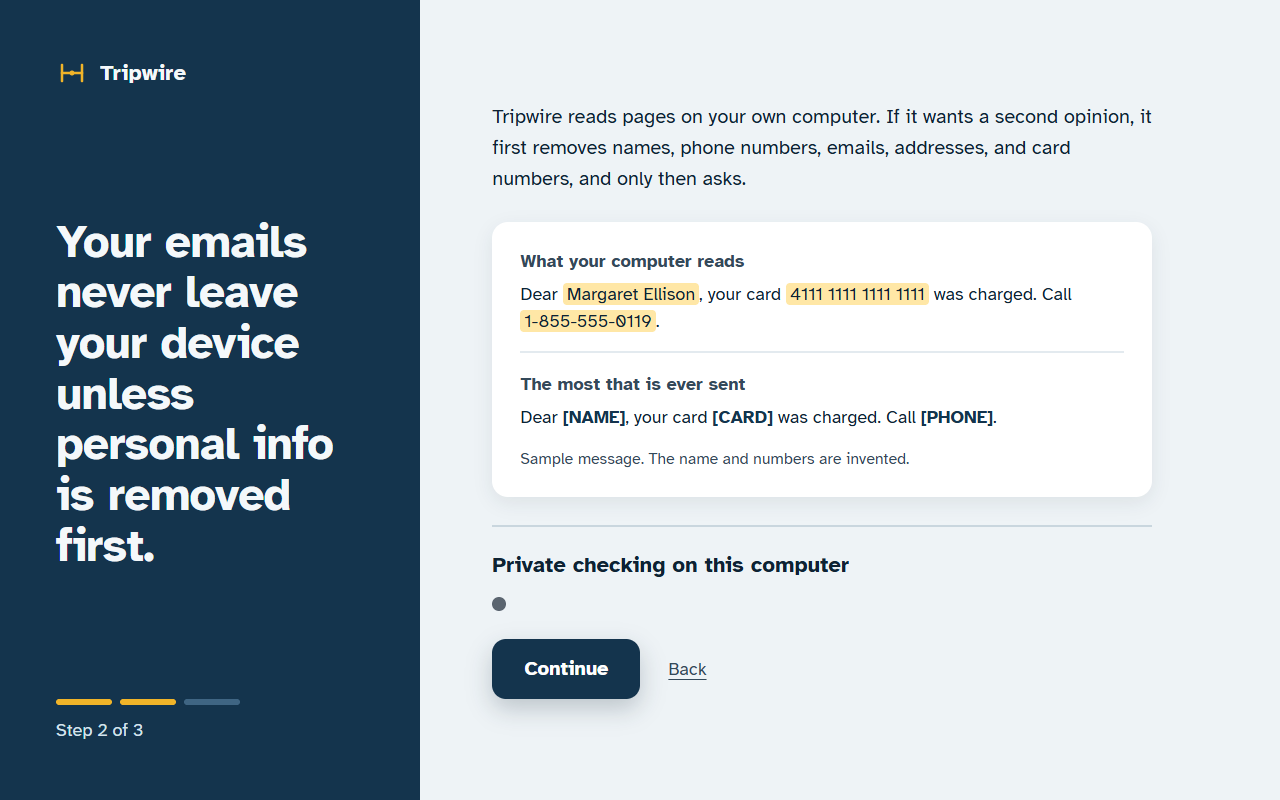 Tripwire
Your emails
never leave
your device
unless
personal info
is removed
first.
Step 2 of 3
Tripwire reads pages on your own computer. If it wants a second opinion, it
first removes names, phone numbers, emails, addresses, and card
numbers, and only then asks.
What your computer reads
Dear Margaret Ellison, your card 4111 1111 1111 1111 was charged. Call
1-855-555-0119.
The most that is ever sent
Dear [NAME], your card [CARD] was charged. Call [PHONE].
Sample message. The name and numbers are invented.
Private checking on this computer
Continue
Back